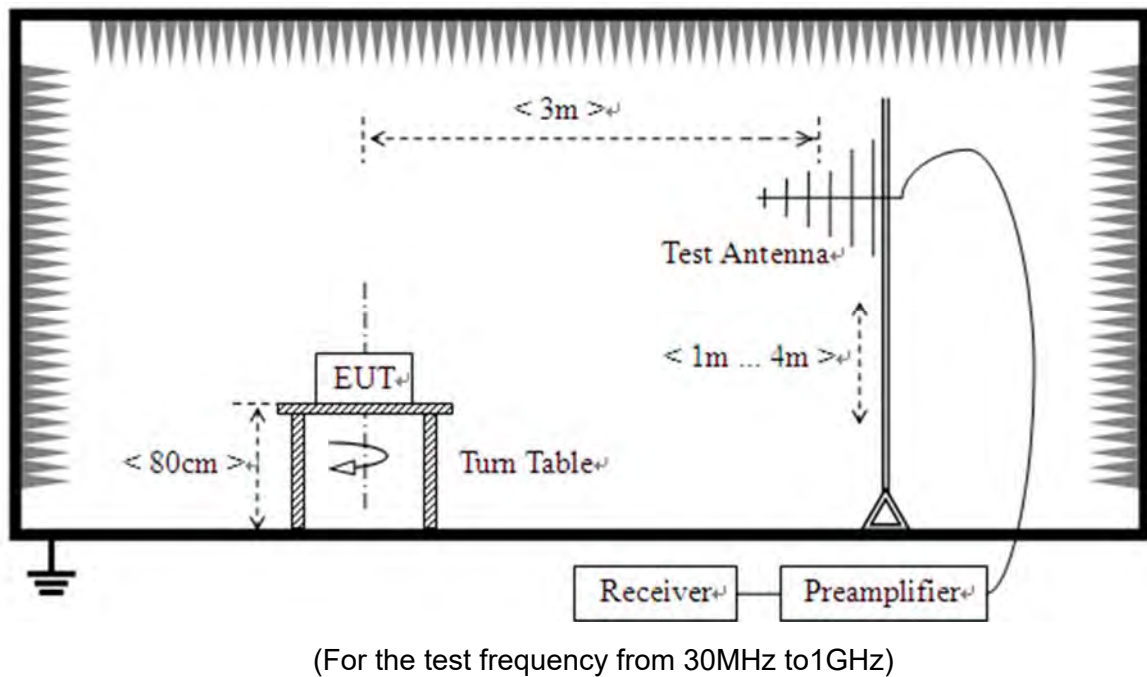 < 3m >↵
Test Antenna↵
< 1m ... 4m >↵
EUT↵
< 80cm >↵
Turn Table↵
Receiver↵
Preamplifier↵
(For the test frequency from 30MHz to1GHz)